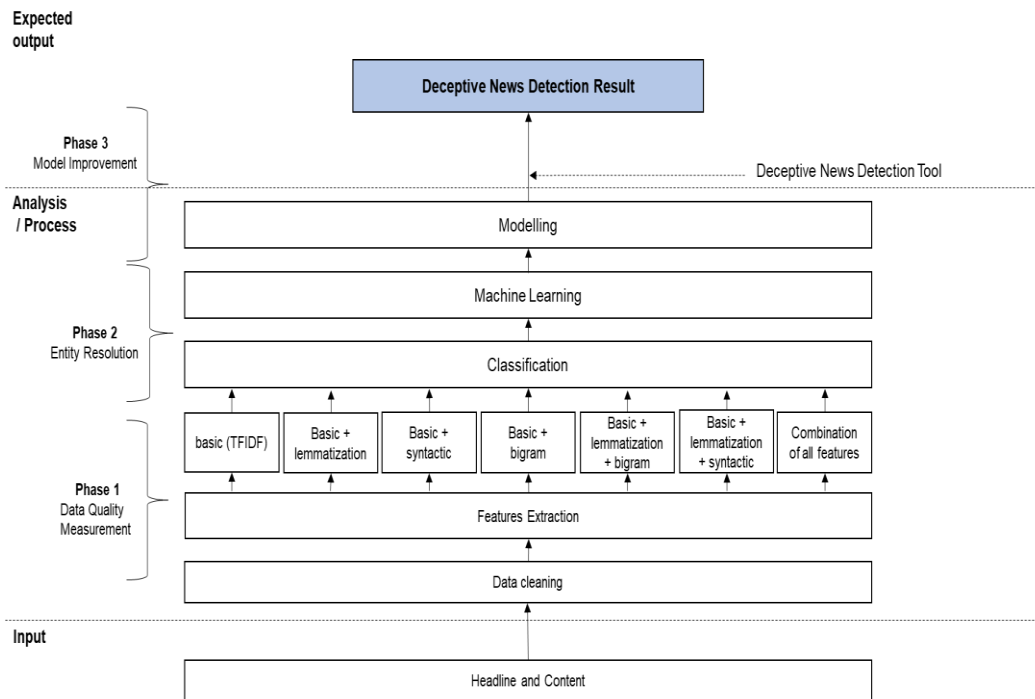 Expected
output
Deceptive News Detection Result
Phase 3
Model Improvement
Deceptive News Detection Tool
Analysis
/ Process
Modelling
Machine Learning
Phase 2
Entity Resolution
Classification
basic (TFIDF)
Basic +
lemmatization
Basic +
syntactic
Basic +
bigram
Basic +
lemmatization
+ bigram
Basic +
lemmatization
+ syntactic
Combination
of all features
Phase 1
Data Quality
Measurement
Features Extraction
Data cleaning
Input
Headline and Content